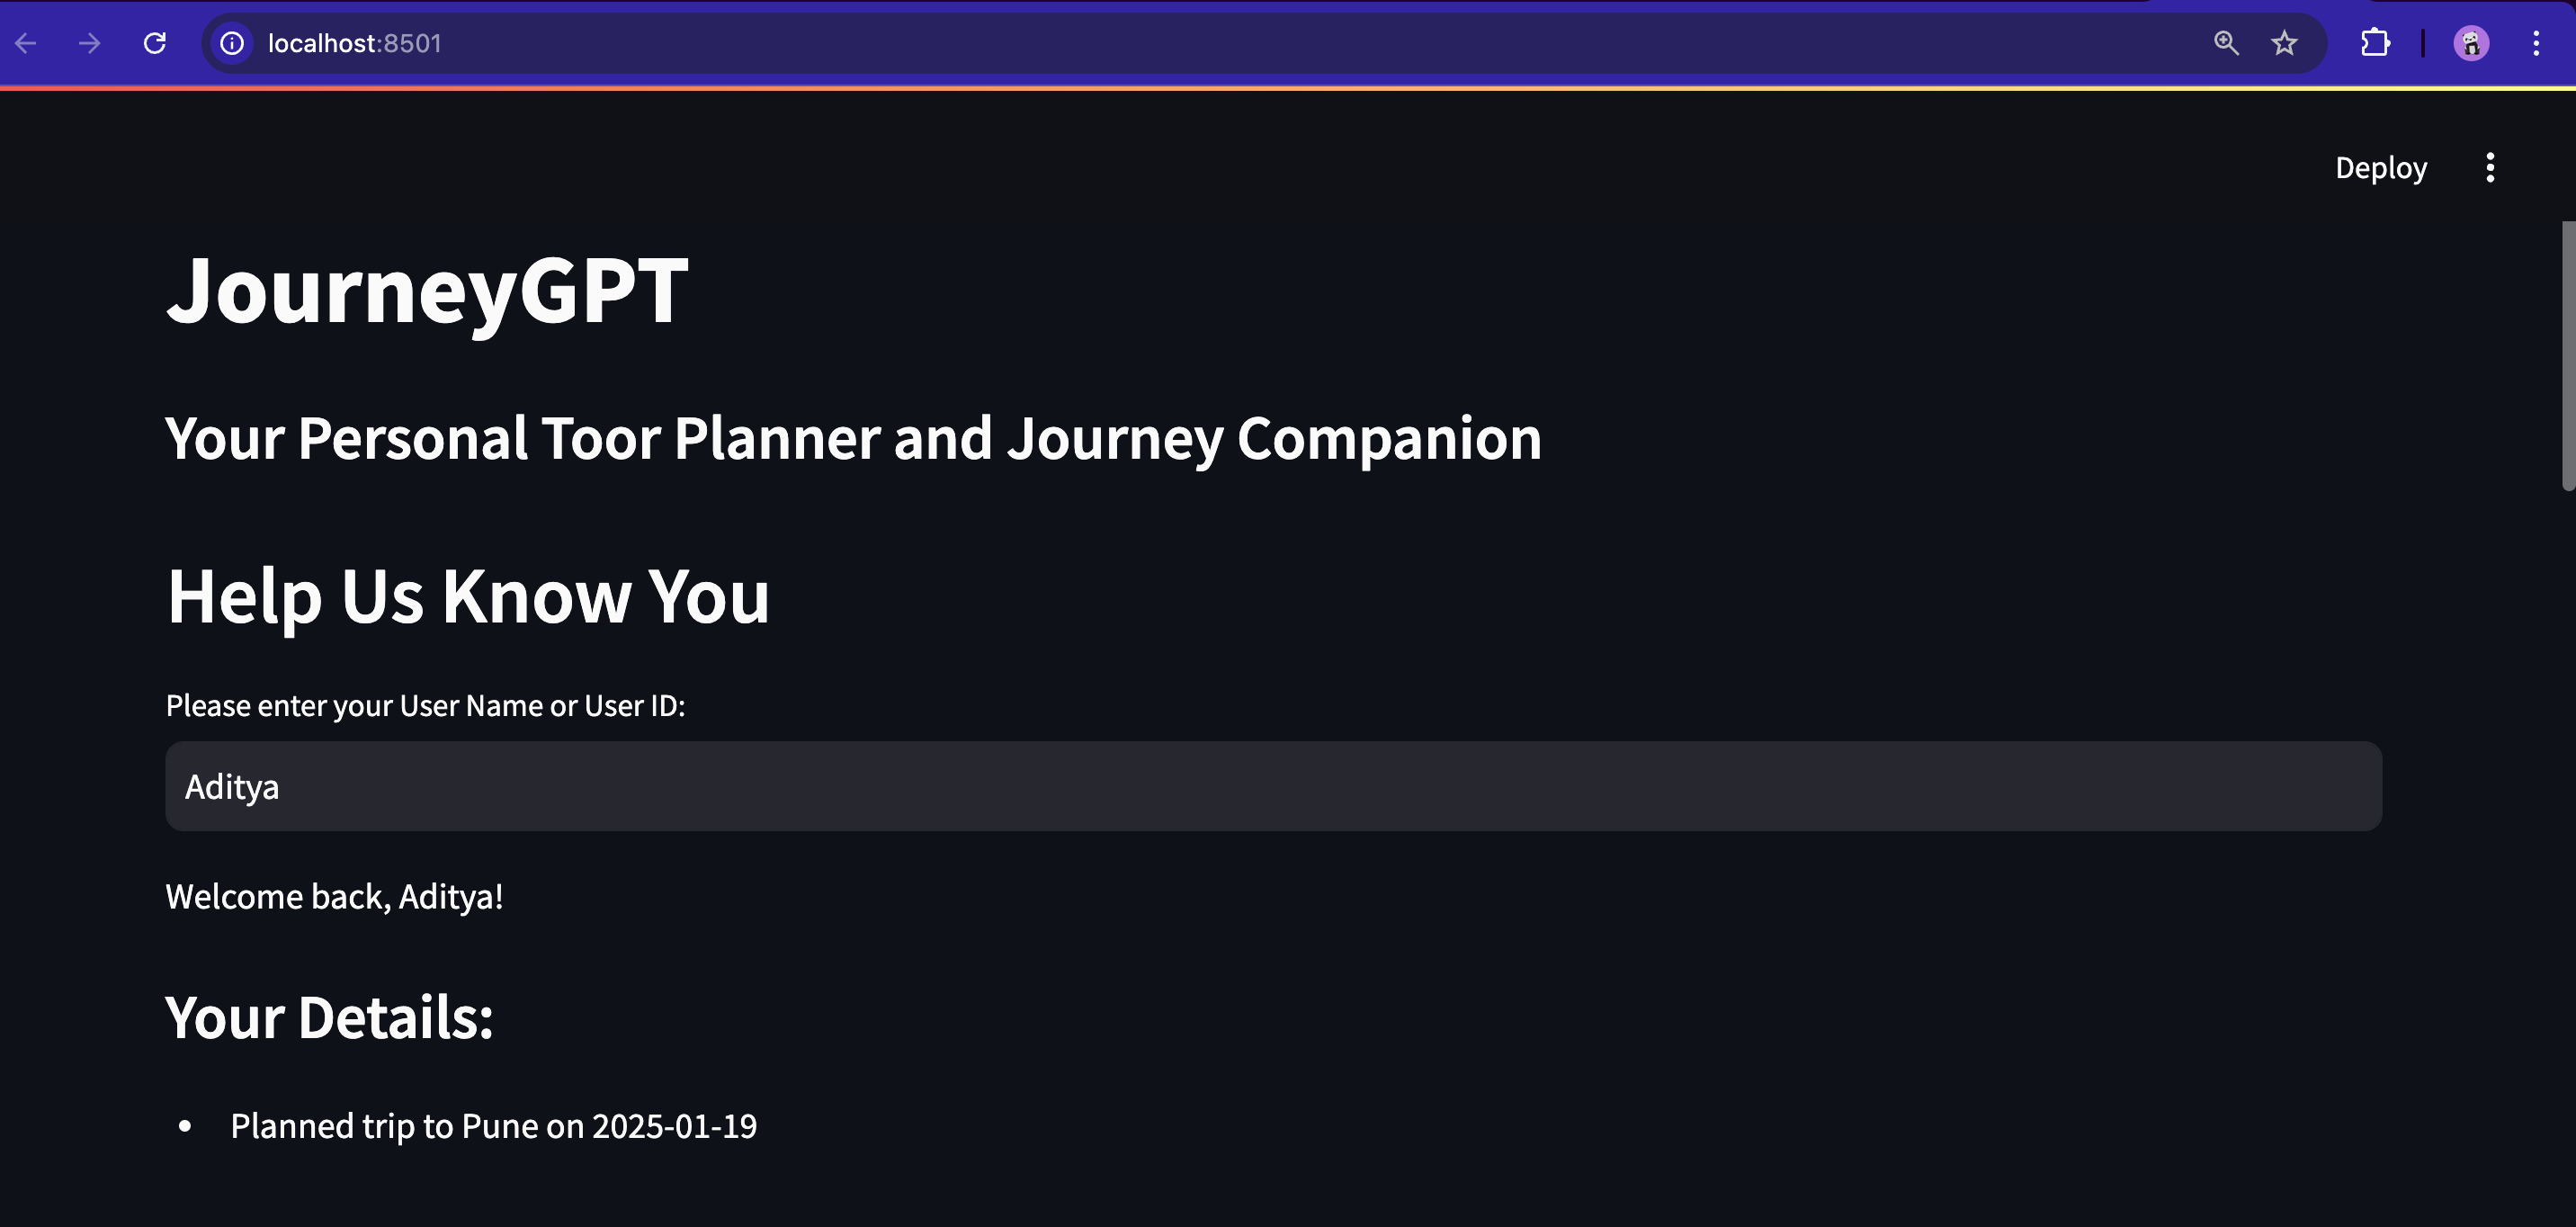 localhost:8501
Deploy
JourneyGPT
Your Personal Toor Planner and Journey Companion
Help Us Know You
Please enter your User Name or User ID:
Aditya
Welcome back, Aditya!
Your Details:
• Planned trip to Pune on 2025-01-19